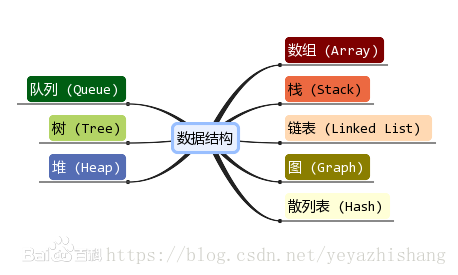 数组 (Array)
队列 (Queue)
栈 (Stack)
树 (Tree)
数据结构
链表 (Linked List)
堆 (Heap)
图 (Graph)
散列表 (Hash)
Bai百科 https://blog.csdn.net/yeyazhishang